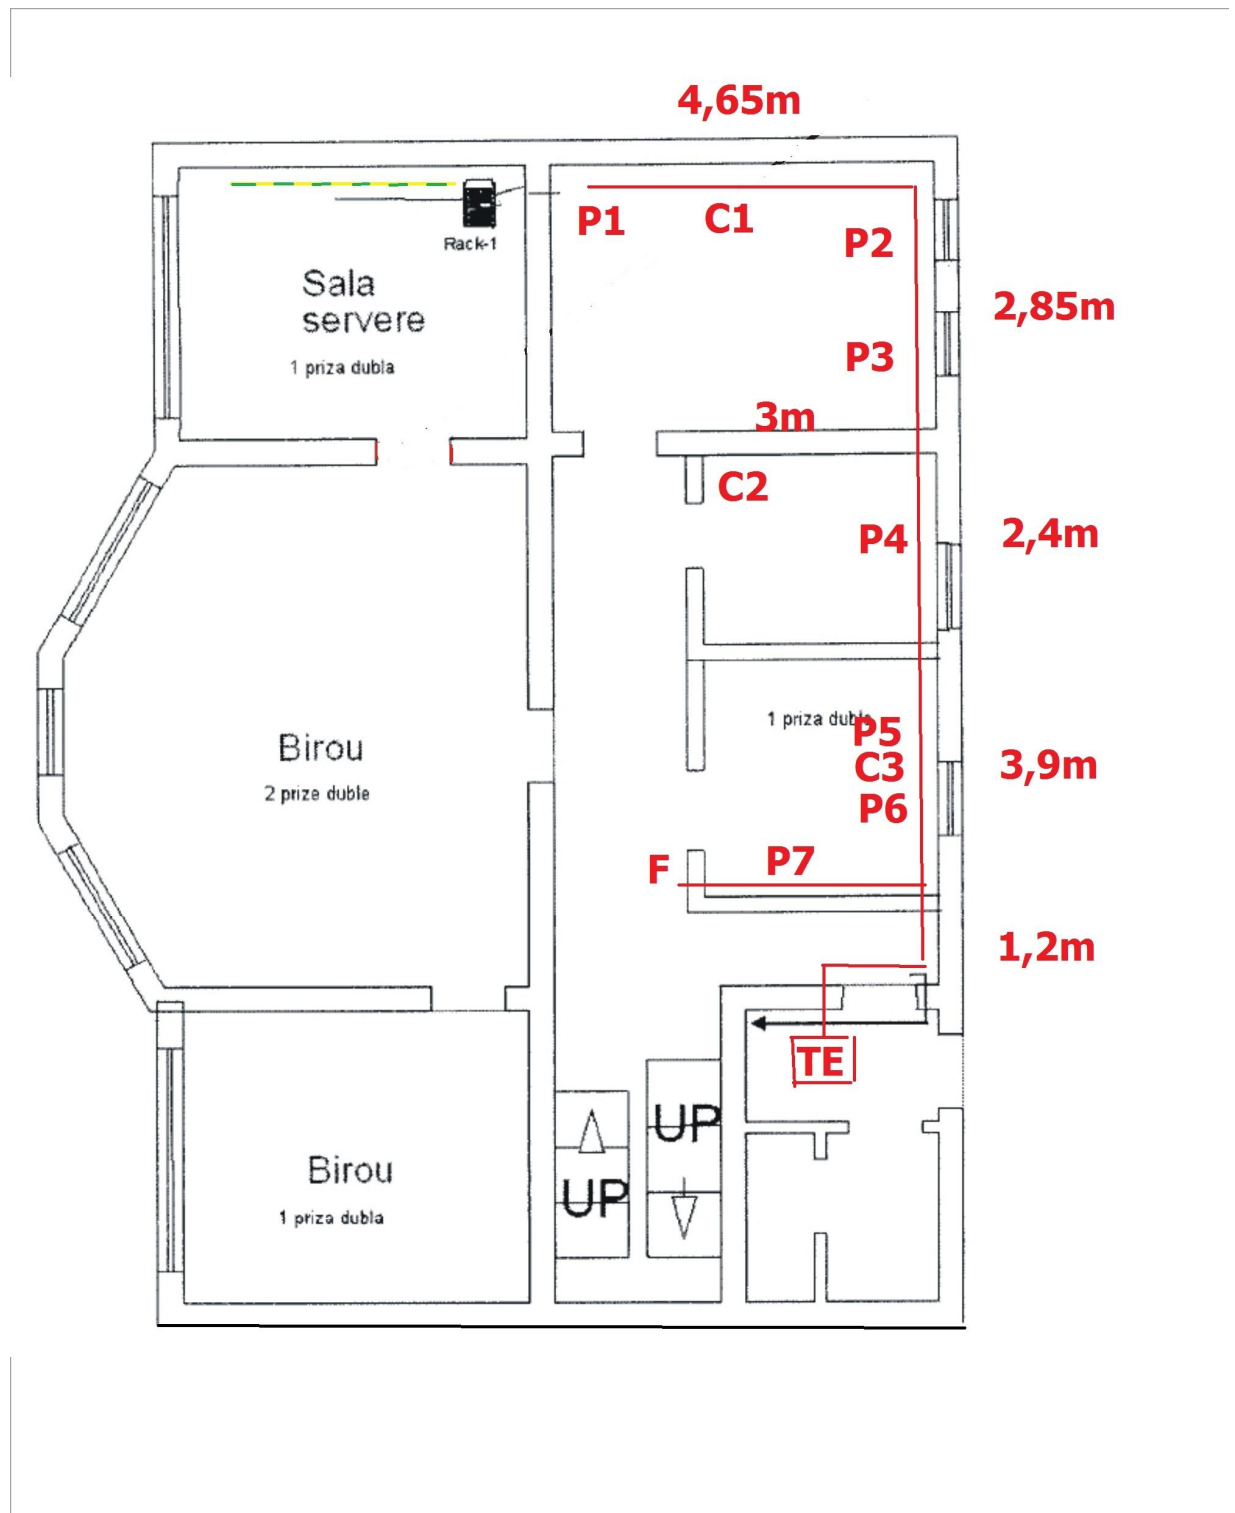 4,65m
P1
C1
P2
Rack-1
Sala
servere
2,85m
1 priza dubla
P3
3m
C2
P4
2,4m
1 priza dubla
P5
Birou
C3
3,9m
2 prize duble
P6
F
P7
1,2m
TE
UP
Birou
UP
1 priza dubla